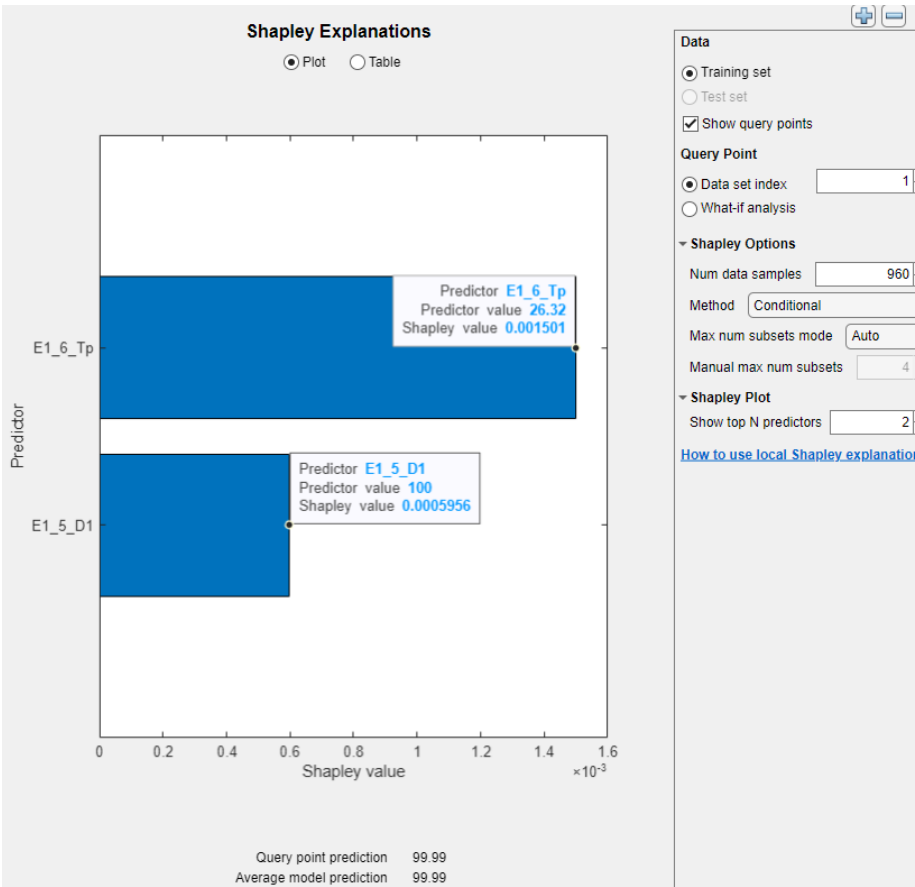 Shapley Explanations
Plot Table
Predictor E1_6_Tp
Predictor value 26.32
Shapley value 0.001501
E1_6_Tp
Predictor E1_5_D1
Predictor value 100
Shapley value 0.0005956
E1_5_D1
Predictor
0 0.2 0.4 0.6 0.8 1 1.2 1.4 1.6
Shapley value ×10⁻³
Query point prediction 99.99
Average model prediction 99.99
Data
Training set
Test set
Show query points
Query Point
Data set index 1
What-if analysis
Shapley Options
Num data samples 960
Method Conditional
Max num subsets mode Auto
Manual max num subsets 4
Shapley Plot
Show top N predictors 2
How to use local Shapley explanation